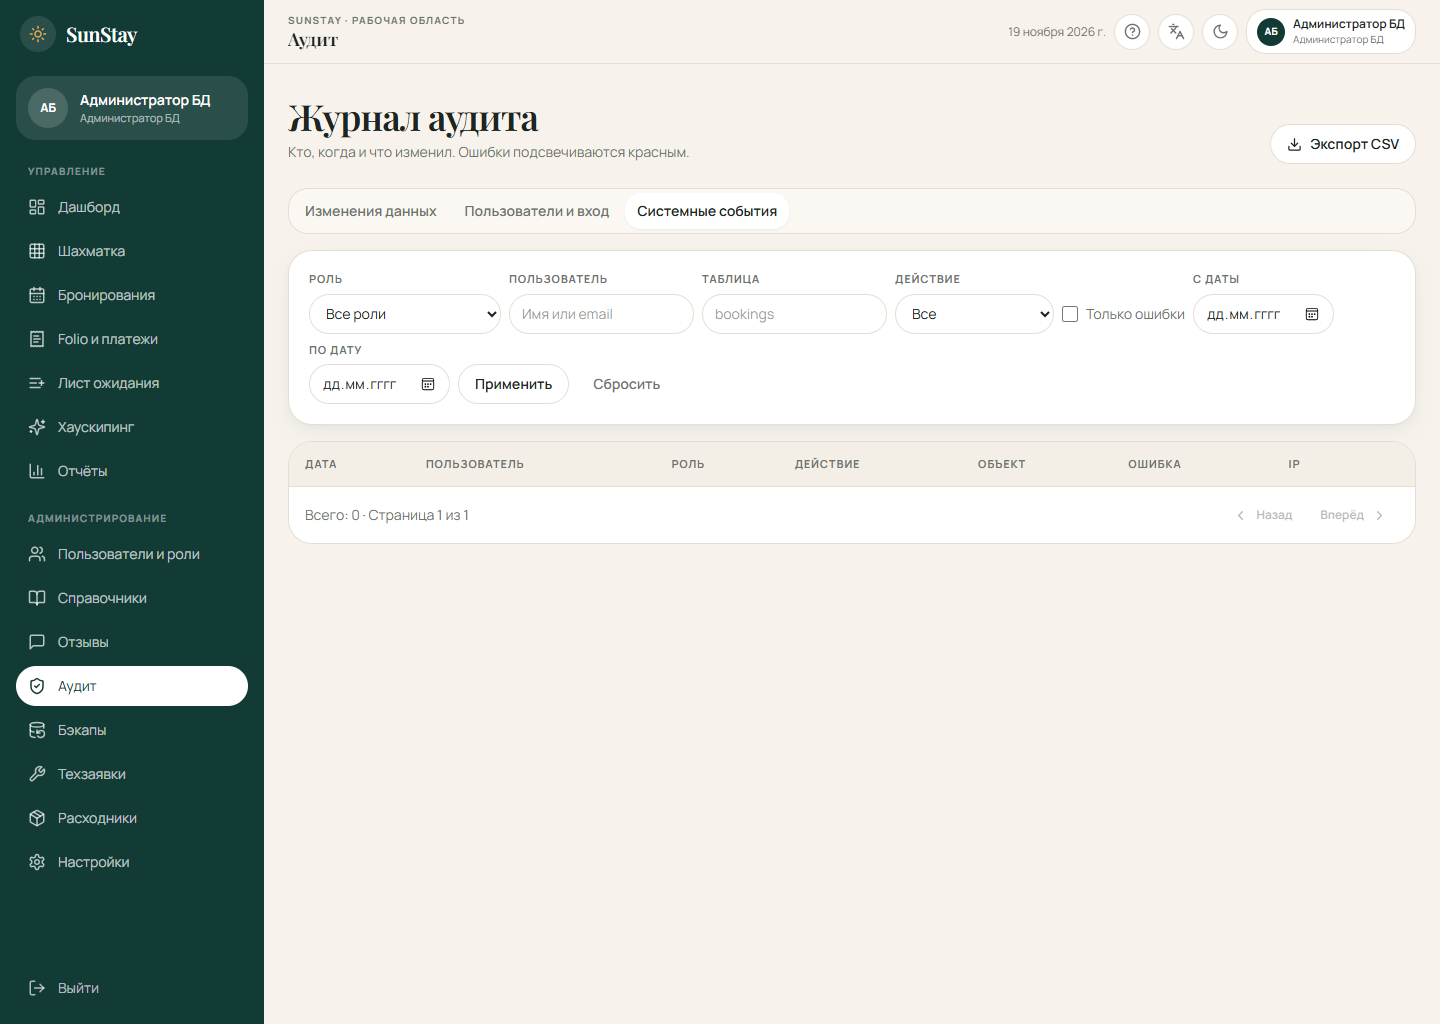 SunStay
АБ
Администратор БД
Администратор БД
УПРАВЛЕНИЕ
Дашборд
Шахматка
Бронирования
Folio и платежи
Лист ожидания
Хаускипинг
Отчёты
АДМИНИСТРИРОВАНИЕ
Пользователи и роли
Справочники
Отзывы
Аудит
Бэкапы
Техзаявки
Расходники
Настройки
Выйти
SUNSTAY · РАБОЧАЯ ОБЛАСТЬ
Аудит
19 ноября 2026 г.
АБ
Администратор БД
Администратор БД
Журнал аудита
Кто, когда и что изменил. Ошибки подсвечиваются красным.
Экспорт CSV
Изменения данных Пользователи и вход Системные события
РОЛЬ ПОЛЬЗОВАТЕЛЬ ТАБЛИЦА ДЕЙСТВИЕ С ДАТЫ
Все роли Имя или email bookings Все Только ошибки дд.мм.гггг
ПО ДАТУ
дд.мм.гггг Применить Сбросить
ДАТА ПОЛЬЗОВАТЕЛЬ РОЛЬ ДЕЙСТВИЕ ОБЪЕКТ ОШИБКА IP
Всего: 0 · Страница 1 из 1 Назад Вперёд